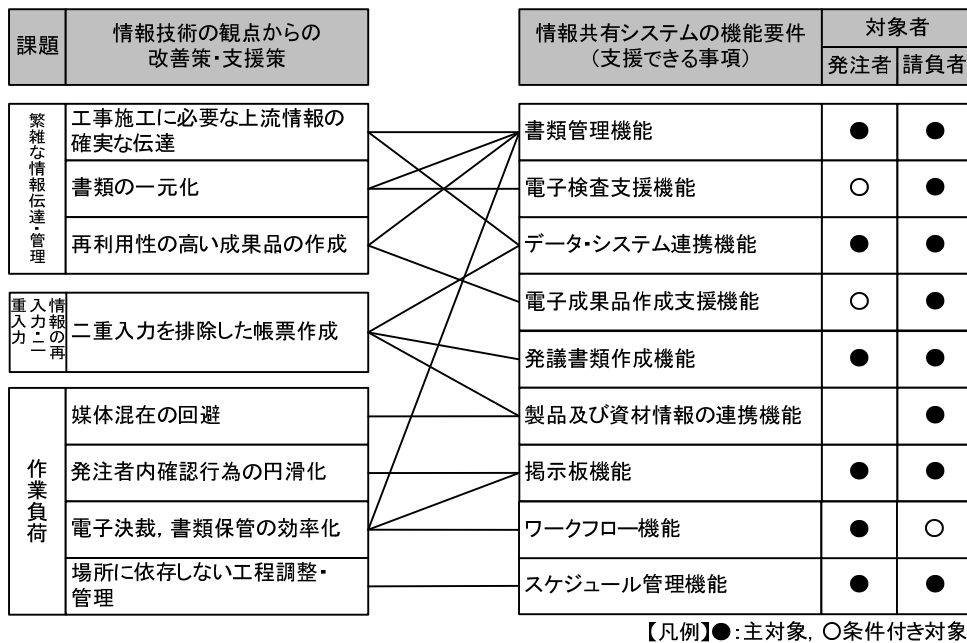 課題
情報技術の観点からの
改善策・支援策
情報共有システムの機能要件
（支援できる事項）
対象者
発注者
請負者
繁雑な情報伝達・管理
工事施工に必要な上流情報の
確実な伝達
書類の一元化
再利用性の高い成果品の作成
情報の再
入力・二
重入力
二重入力を排除した帳票作成
作業負荷
媒体混在の回避
発注者内確認行為の円滑化
電子決裁，書類保管の効率化
場所に依存しない工程調整・
管理
書類管理機能 ● ●
電子検査支援機能 ○ ●
データ・システム連携機能 ● ●
電子成果品作成支援機能 ○ ●
発議書類作成機能 ● ●
製品及び資材情報の連携機能 ●
掲示板機能 ● ●
ワークフロー機能 ● ○
スケジュール管理機能 ● ●
【凡例】●：主対象，○条件付き対象